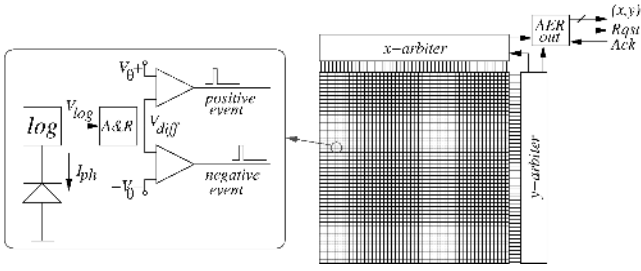 log
V_log
A&R
I_ph
V_θ+
V_diff
-V_θ
positive
event
negative
event
x-arbiter
y-arbiter
AER
out
(x,y)
Rqst
Ack